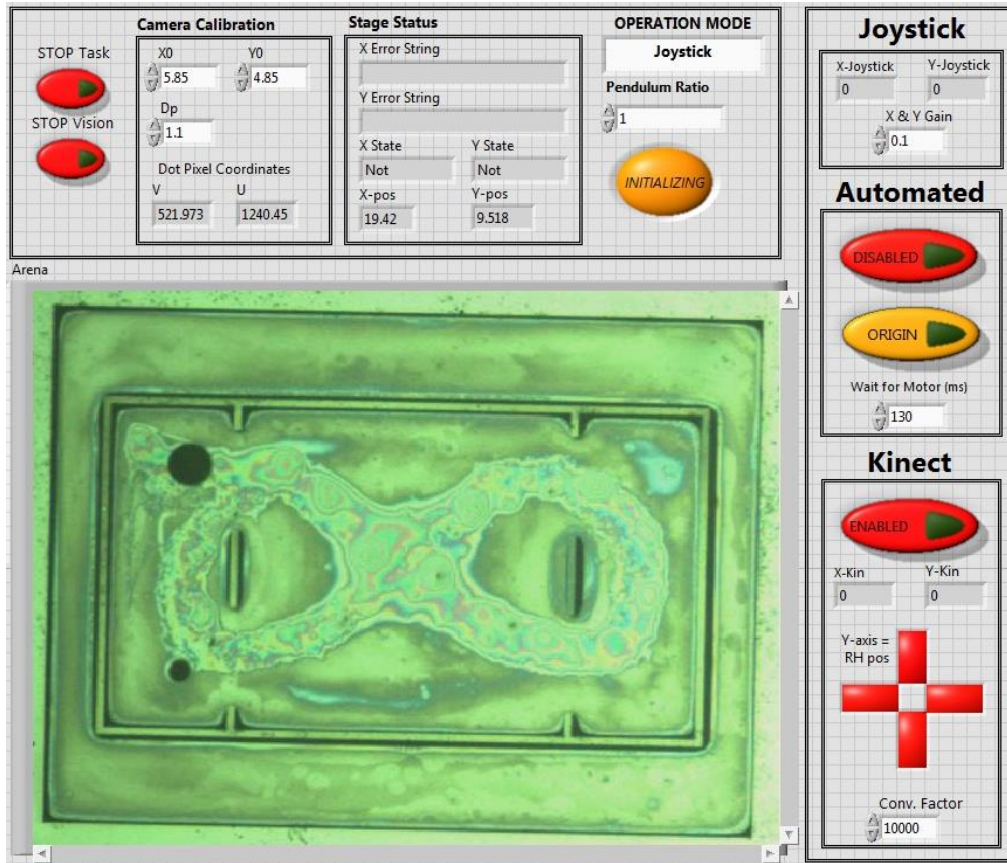 Camera Calibration
Stage Status
OPERATION MODE
STOP Task
STOP Vision
X0
Y0
5.85
4.85
Dp
1.1
Dot Pixel Coordinates
V
U
521.973
1240.45
X Error String
Y Error String
X State
Y State
Not
Not
X-pos
Y-pos
19.42
9.518
Joystick
Pendulum Ratio
1
INITIALIZING
Joystick
X-Joystick
Y-Joystick
0
0
X & Y Gain
0.1
Automated
DISABLED
ORIGIN
Wait for Motor (ms)
130
Kinect
ENABLED
X-Kin
Y-Kin
0
0
Y-axis =
RH pos
Conv. Factor
10000
Arena